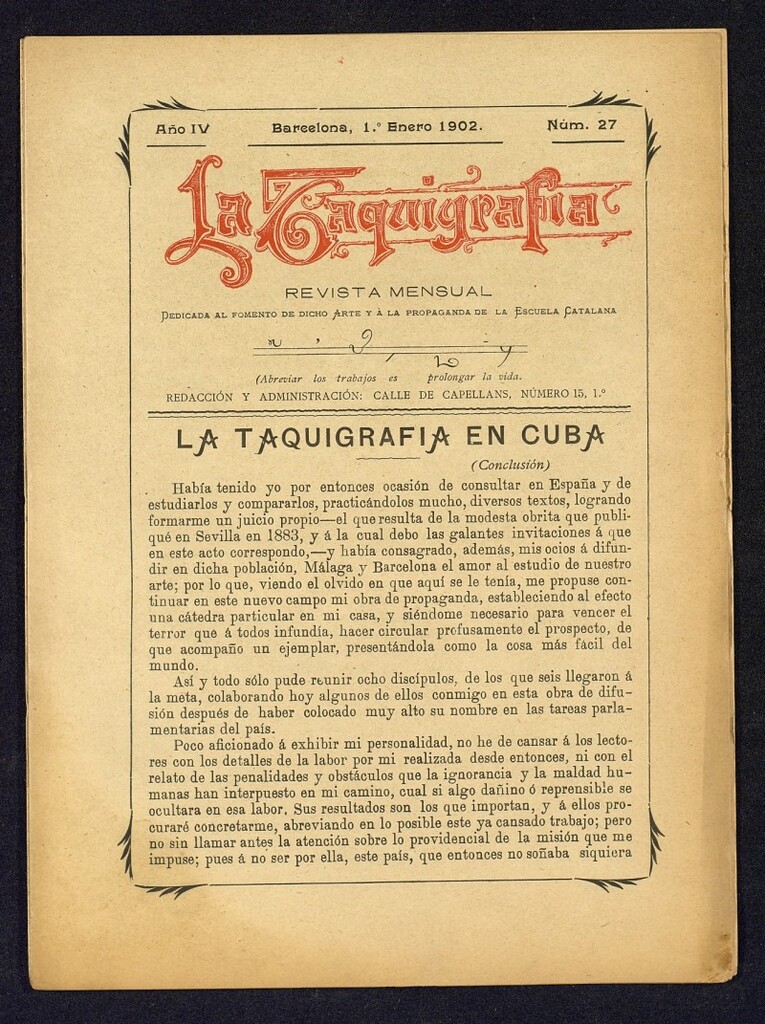 Año IV
Barcelona, 1.º Enero 1902.
Núm. 27
La Taquigrafia
REVISTA MENSUAL
DEDICADA AL FOMENTO DE DICHO ARTE Y À LA PROPAGANDA DE LA ESCUELA CATALANA
(Abreviar los trabajos es prolongar la vida.
REDACCIÓN Y ADMINISTRACIÓN: CALLE DE CAPELLANS, NÚMERO 15, 1.º
LA TAQUIGRAFIA EN CUBA
(Conclusión)
Había tenido yo por entonces ocasión de consultar en España y de
estudiarlos y compararlos, practicándolos mucho, diversos textos, logrando
formarme un juicio propio—el que resulta de la modesta obrita que publi-
qué en Sevilla en 1883, y á la cual debo las galantes invitaciones á que
en este acto correspondo,—y había consagrado, además, mis ocios á difun-
dir en dicha población, Málaga y Barcelona el amor al estudio de nuestro
arte; por lo que, viendo el olvido en que aquí se le tenía, me propuse con-
tinuar en este nuevo campo mi obra de propaganda, estableciendo al efecto
una cátedra particular en mi casa, y siéndome necesario para vencer el
terror que á todos infundía, hacer circular profusamente el prospecto, de
que acompaño un ejemplar, presentándola como la cosa más fácil del
mundo.
Así y todo sólo pude reunir ocho discípulos, de los que seis llegaron á
la meta, colaborando hoy algunos de ellos conmigo en esta obra de difu-
sión después de haber colocado muy alto su nombre en las tareas parla-
mentarias del país.
Poco aficionado á exhibir mi personalidad, no he de cansar á los lecto-
res con los detalles de la labor por mi realizada desde entonces, ni con el
relato de las penalidades y obstáculos que la ignorancia y la maldad hu-
manas han interpuesto en mi camino, cual si algo dañino ó reprensible se
ocultara en esa labor. Sus resultados son los que importan, y á ellos pro-
curaré concretarme, abreviando en lo posible este ya cansado trabajo; pero
no sin llamar antes la atención sobre lo providencial de la misión que me
impuse; pues á no ser por ella, este país, que entonces no soñaba siquiera